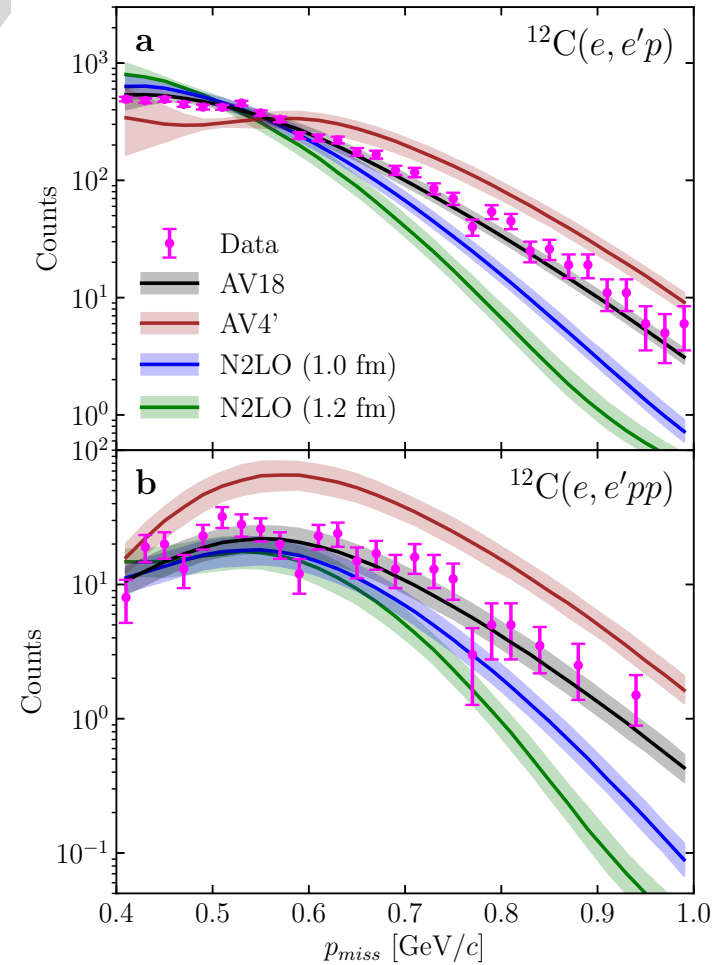 a
¹²C(e, e′p)
10³
10²
10¹
10⁰
Counts
Data
AV18
AV4'
N2LO (1.0 fm)
N2LO (1.2 fm)
b
¹²C(e, e′pp)
10²
10¹
10⁰
10⁻¹
Counts
0.4 0.5 0.6 0.7 0.8 0.9 1.0
p_miss [GeV/c]